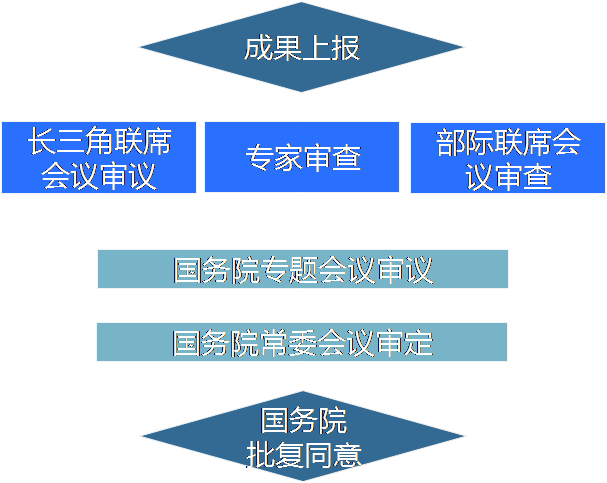 成果上报
长三角联席
会议审议
专家审查
部际联席会
议审查
国务院专题会议审议
国务院常委会议审定
国务院
批复同意